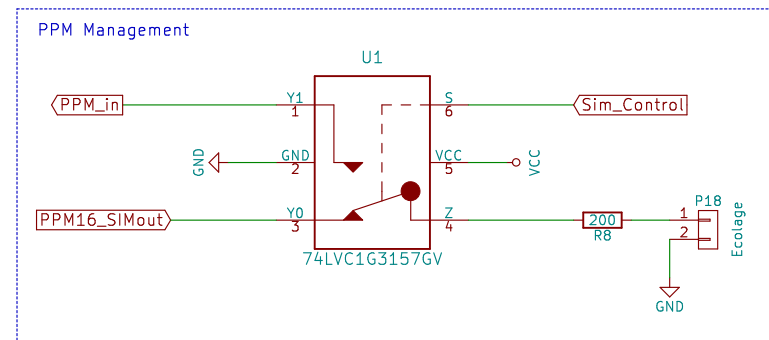 PPM Management
U1
PPM_in
Y1
1
S
6
Sim_Control
GND
GND
2
VCC
5
VCC
PPM16_SIMout
Y0
3
Z
4
200
R8
P18
1
2
Ecolage
74LVC1G3157GV
GND